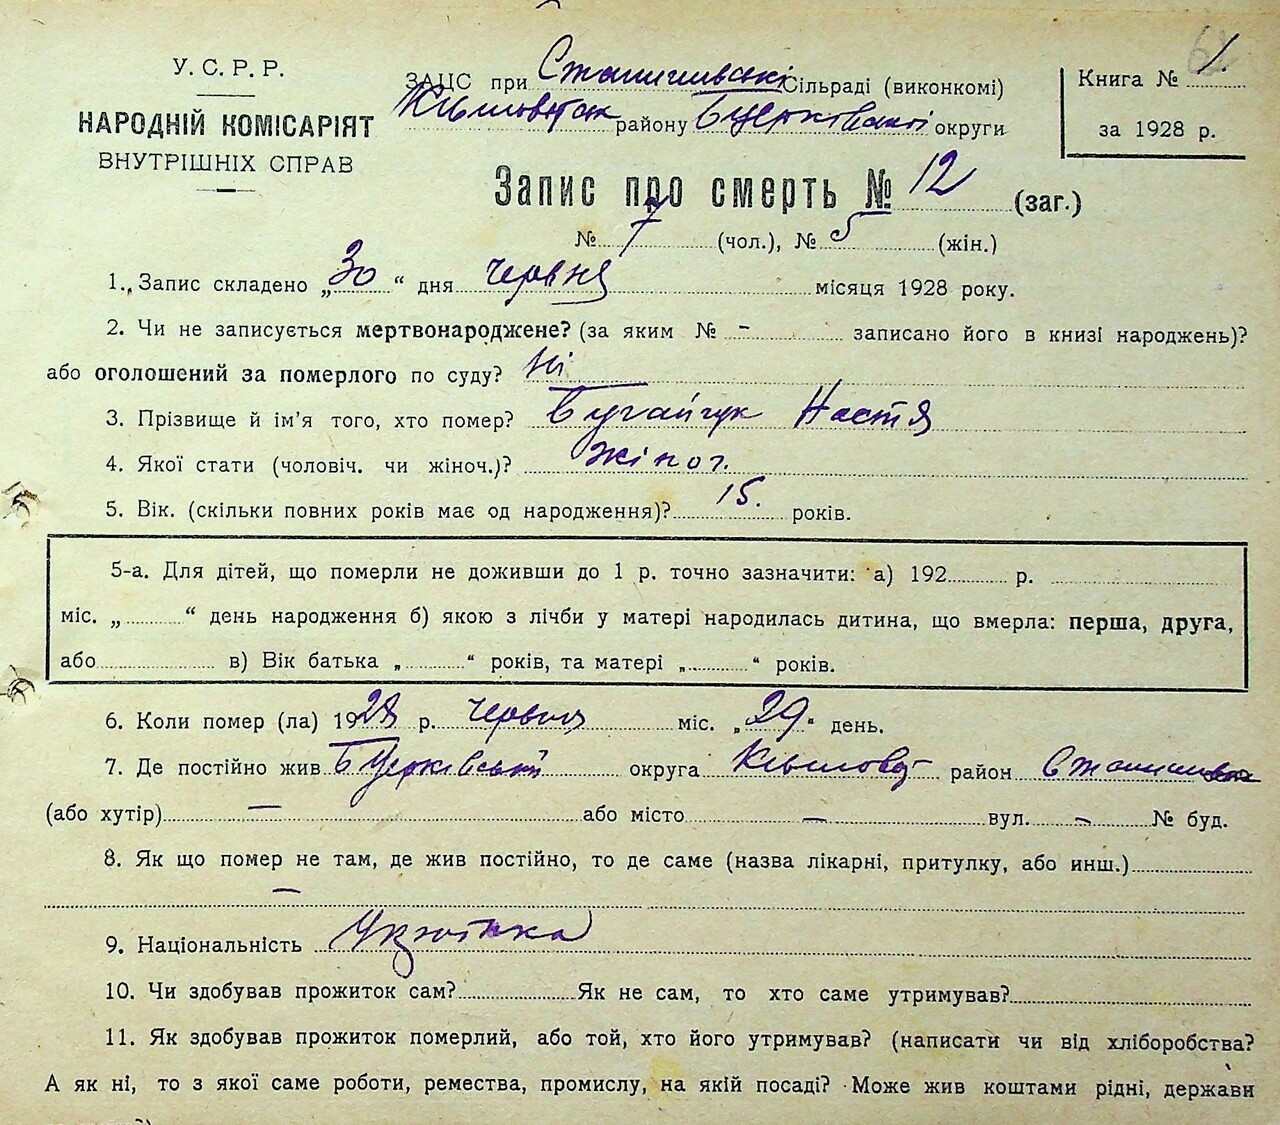 У. С. Р. Р.
НАРОДНІЙ КОМІСАРІЯТ
ВНУТРІШНІХ СПРАВ
ЗАЦС при Станишівські Сільраді (виконкомі)
району Бцерківської округи
Книга № 1.
за 1928 р.
Запис про смерть № 12 (заг.)
№ 7 (чол.), № 5 (жін.)
1. Запис складено „30“ дня червня місяця 1928 року.
2. Чи не записується мертвонароджене? (за яким № - записано його в книзі народжень)?
або оголошений за померлого по суду? Ні
3. Прізвище й ім'я того, хто помер? Бугайчук Настя
4. Якої стати (чоловіч. чи жіноч.)? жіноч.
5. Вік. (скільки повних років має од народження)? 15. років.
5-а. Для дітей, що померли не доживши до 1 р. точно зазначити: а) 192 р.
міс. „ “ день народження б) якою з лічби у матері народилась дитина, що вмерла: перша, друга,
або в) Вік батька „ “ років, та матері „ “ років.
6. Коли помер (ла) 1928 р. червня міс. „29“ день.
7. Де постійно жив Бцерківської округа район
(або хутір) — або місто — вул. - № буд.
8. Як що помер не там, де жив постійно, то де саме (назва лікарні, притулку, або инш.)
—
9. Національність Українка
10. Чи здобував прожиток сам? Як не сам, то хто саме утримував?
11. Як здобував прожиток померлий, або той, хто його утримував? (написати чи від хліборобства?
А як ні, то з якої саме роботи, ремества, промислу, на якій посаді? Може жив коштами рідні, держави